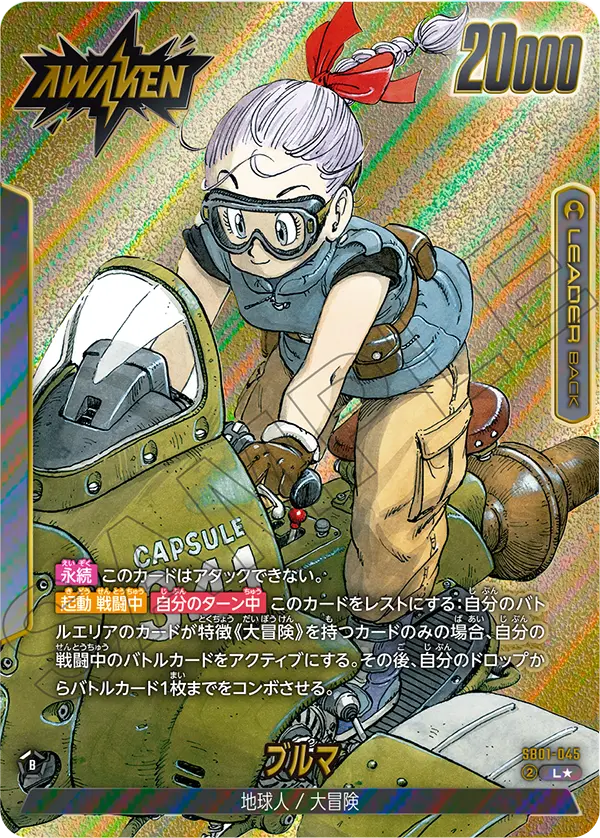 AWAKEN
20000
LEADER BACK
CAPSULE
永続 このカードはアタックできない。
起動 戦闘中 自分のターン中 このカードをレストにする：自分のバト
ルエリアのカードが特徴《大冒険》を持つカードのみの場合、自分の
戦闘中のバトルカードをアクティブにする。その後、自分のドロップか
らバトルカード1枚までをコンボさせる。
ブルマ
SB01-045
B
② L★
地球人 / 大冒険